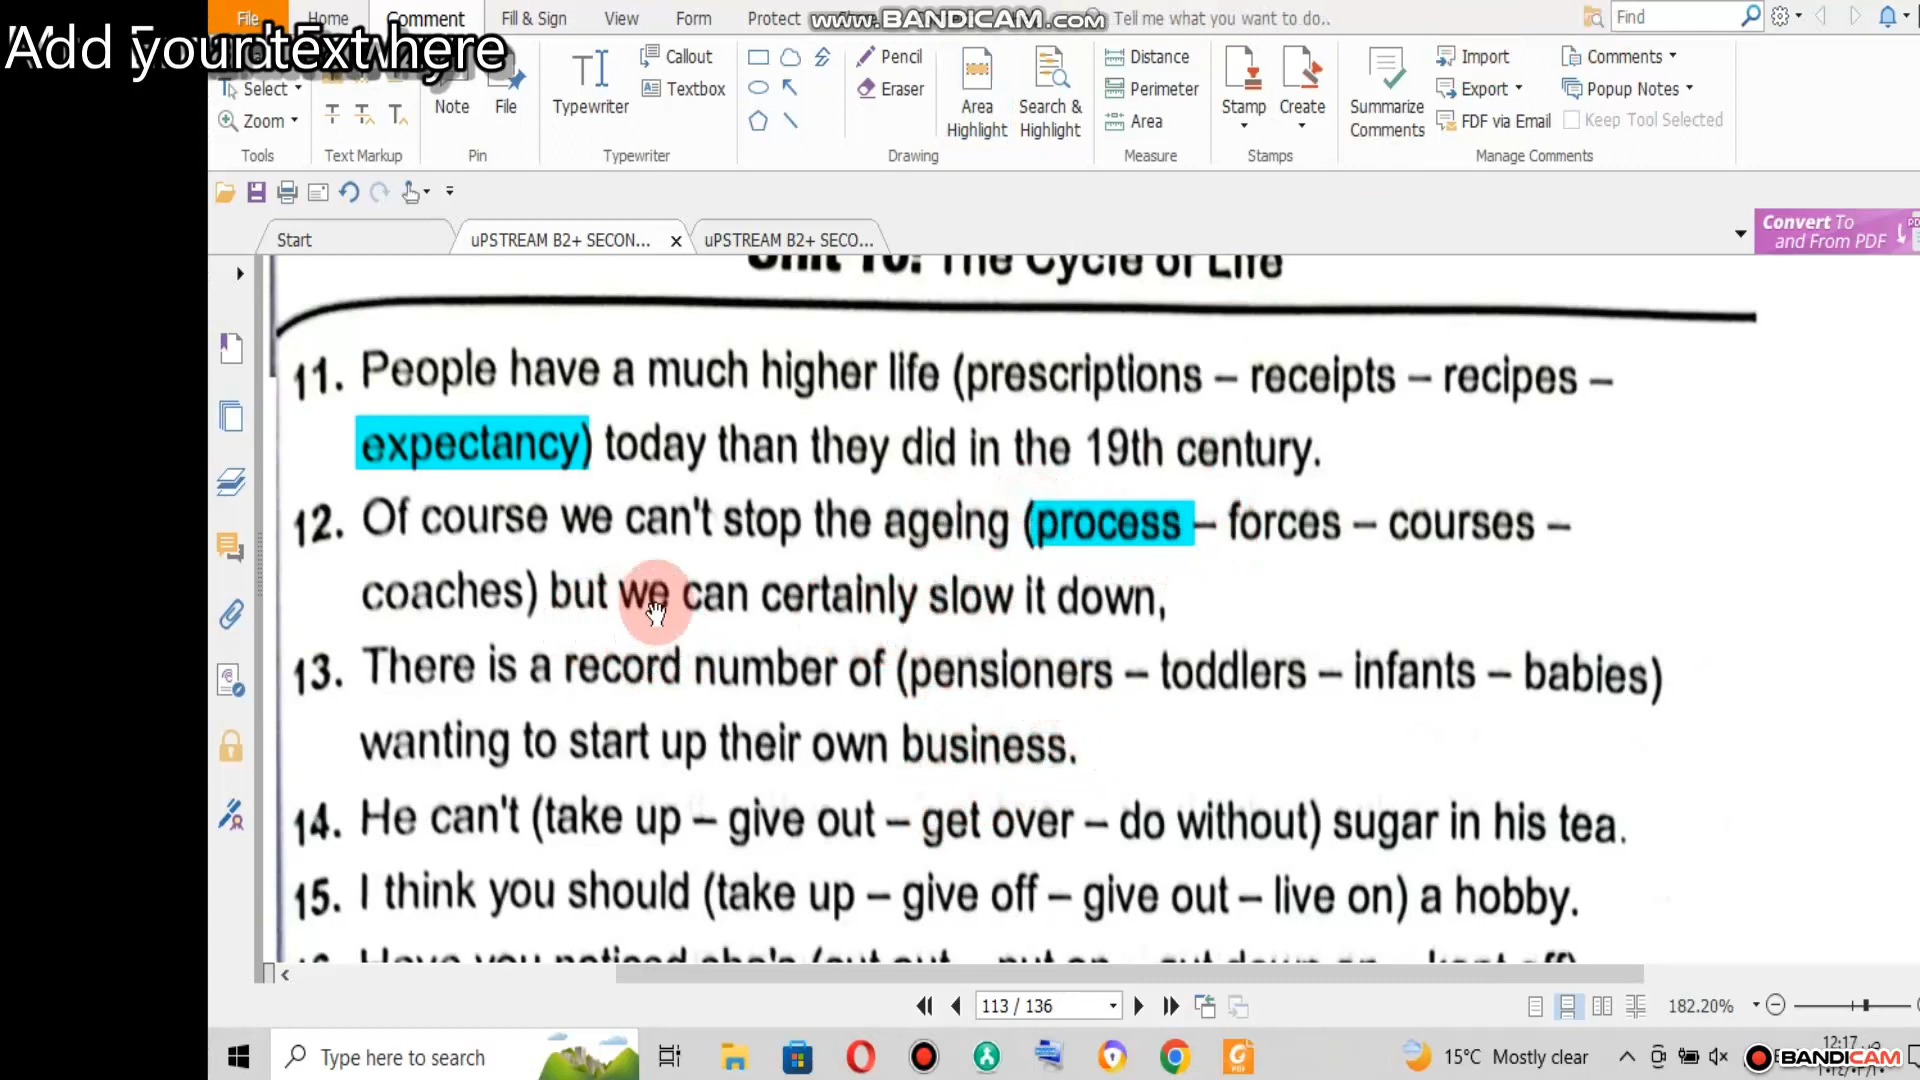 File Home Comment Fill & Sign View Form Protect www.BANDICAM.com Tell me what you want to do.. Find
Add your text here
Select
Zoom
Note
File
Typewriter
Callout
Textbox
Pencil
Eraser
Area
Highlight
Search &
Highlight
Distance
Perimeter
Area
Stamp
Create
Summarize
Comments
Import
Export
FDF via Email
Comments
Popup Notes
Keep Tool Selected
Tools Text Markup Pin Typewriter Drawing Measure Stamps Manage Comments
Start uPSTREAM B2+ SECON... uPSTREAM B2+ SECO...
Convert To
and From PDF
Unit 10: The Cycle of Life
11. People have a much higher life (prescriptions – receipts – recipes –
expectancy) today than they did in the 19th century.
12. Of course we can't stop the ageing (process – forces – courses –
coaches) but we can certainly slow it down,
13. There is a record number of (pensioners – toddlers – infants – babies)
wanting to start up their own business.
14. He can't (take up – give out – get over – do without) sugar in his tea.
15. I think you should (take up – give off – give out – live on) a hobby.
113 / 136
182.20%
Type here to search
15°C Mostly clear
12:17
BANDICAM